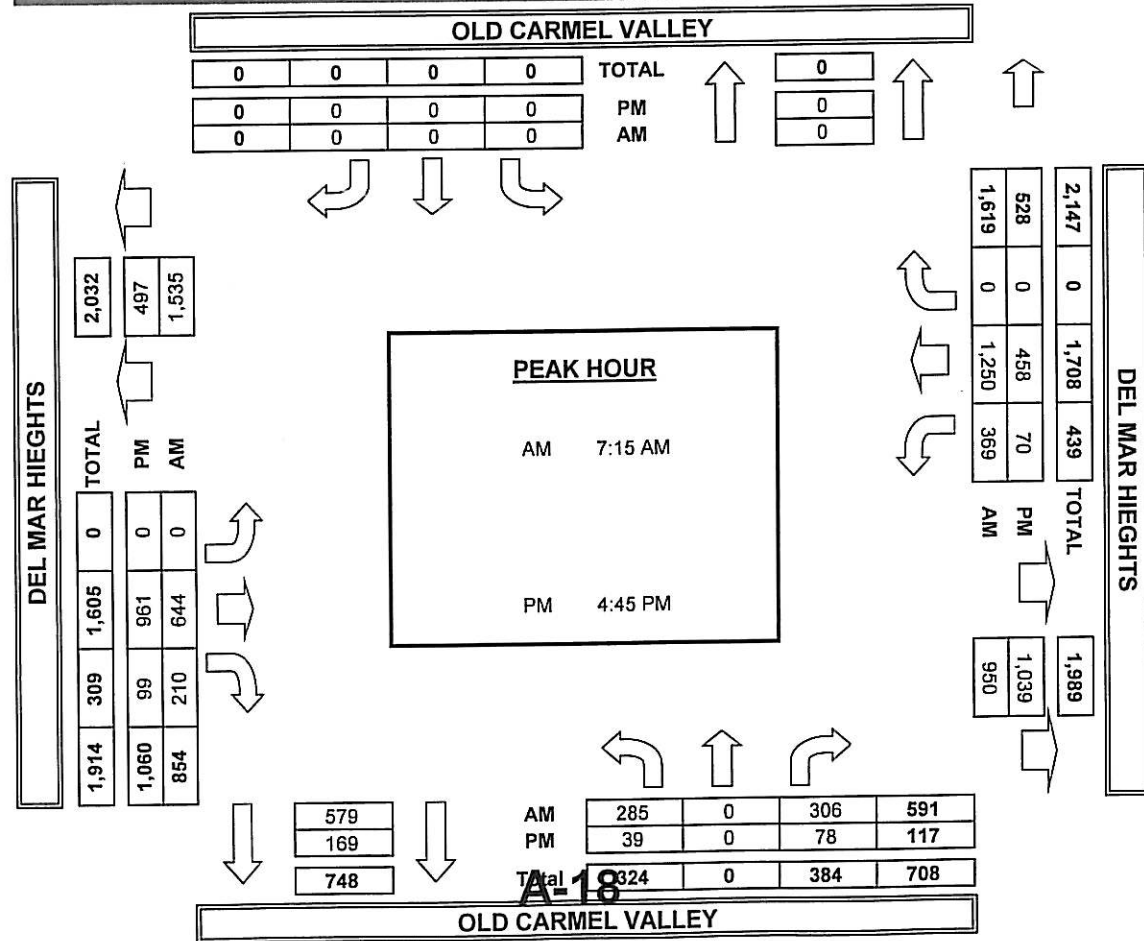 OLD CARMEL VALLEY
0 0 0 0 TOTAL 0
0 0 0 0 PM 0
0 0 0 0 AM 0
DEL MAR HIEGHTS
2,032
497
1,535
TOTAL 0 1,605 309 1,914
PM 0 961 99 1,060
AM 0 644 210 854
PEAK HOUR
AM 7:15 AM
PM 4:45 PM
2,147 0 1,708 439 TOTAL
528 0 458 70 PM
1,619 0 1,250 369 AM
1,989
1,039
950
DEL MAR HIEGHTS
579 AM 285 0 306 591
169 PM 39 0 78 117
748 Total 324 0 384 708
A-18
OLD CARMEL VALLEY